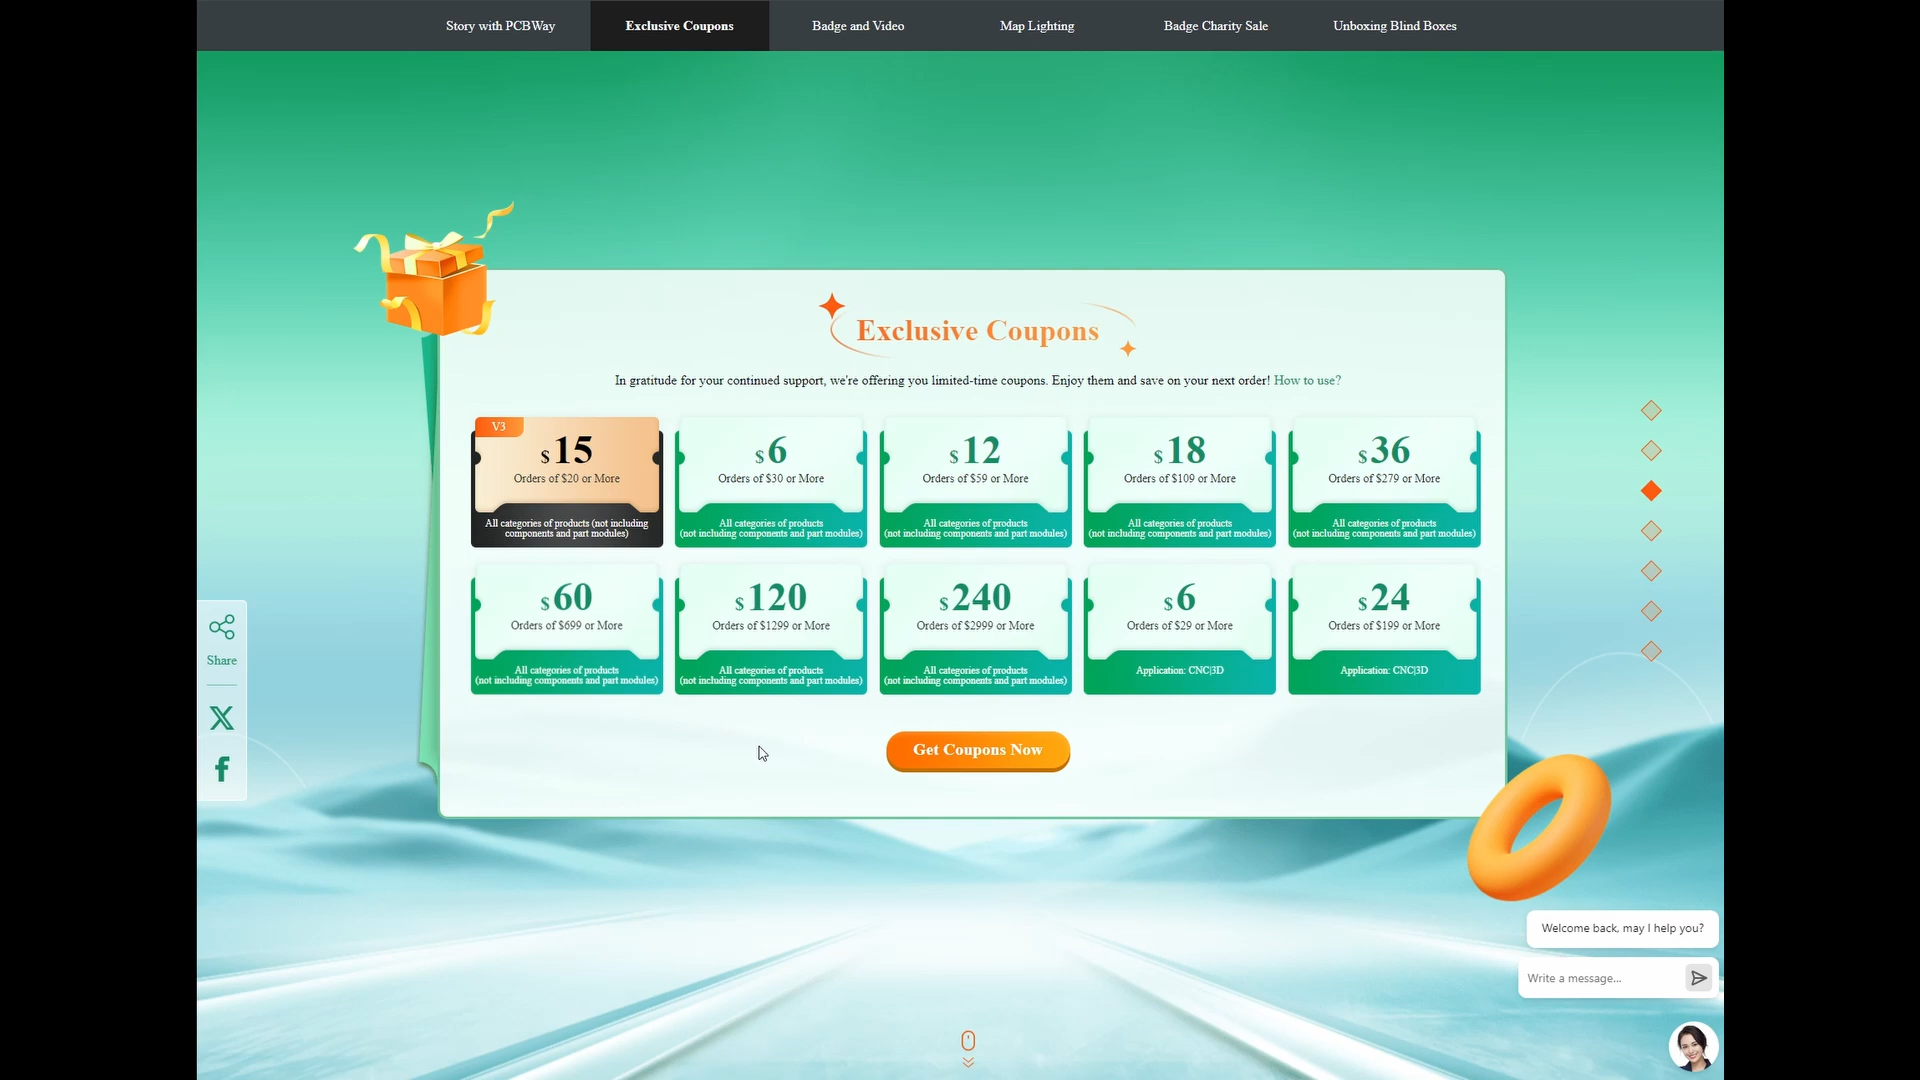 Story with PCBWay
Exclusive Coupons
Badge and Video
Map Lighting
Badge Charity Sale
Unboxing Blind Boxes
Exclusive Coupons
In gratitude for your continued support, we're offering you limited-time coupons. Enjoy them and save on your next order! How to use?
V3
$15
Orders of $20 or More
All categories of products (not including
components and part modules)
$6
Orders of $30 or More
All categories of products
(not including components and part modules)
$12
Orders of $59 or More
All categories of products
(not including components and part modules)
$18
Orders of $109 or More
All categories of products
(not including components and part modules)
$36
Orders of $279 or More
All categories of products
(not including components and part modules)
$60
Orders of $699 or More
All categories of products
(not including components and part modules)
$120
Orders of $1299 or More
All categories of products
(not including components and part modules)
$240
Orders of $2999 or More
All categories of products
(not including components and part modules)
$6
Orders of $29 or More
Application: CNC|3D
$24
Orders of $199 or More
Application: CNC|3D
Get Coupons Now
Share
Welcome back, may I help you?
Write a message...